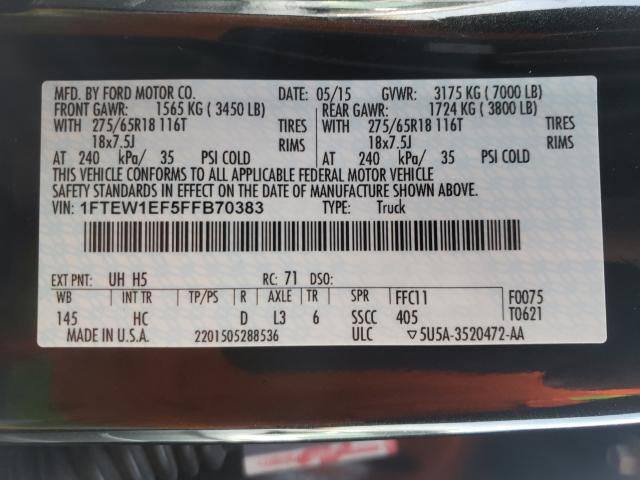 MFD. BY FORD MOTOR CO. DATE: 05/15 GVWR: 3175 KG ( 7000 LB)
FRONT GAWR: 1565 KG ( 3450 LB) REAR GAWR: 1724 KG ( 3800 LB)
WITH 275/65R18 116T TIRES WITH 275/65R18 116T TIRES
18x7.5J RIMS 18x7.5J RIMS
AT 240 kPa/ 35 PSI COLD AT 240 kPa/ 35 PSI COLD
THIS VEHICLE CONFORMS TO ALL APPLICABLE FEDERAL MOTOR VEHICLE
SAFETY STANDARDS IN EFFECT ON THE DATE OF MANUFACTURE SHOWN ABOVE.
VIN: 1FTEW1EF5FFB70383 TYPE: Truck
EXT PNT: UH H5 RC: 71 DSO:
WB INT TR TP/PS R AXLE TR SPR FFC11 F0075
145 HC D L3 6 SSCC 405 T0621
MADE IN U.S.A. 2201505288536 ULC ▽5U5A-3520472-AA